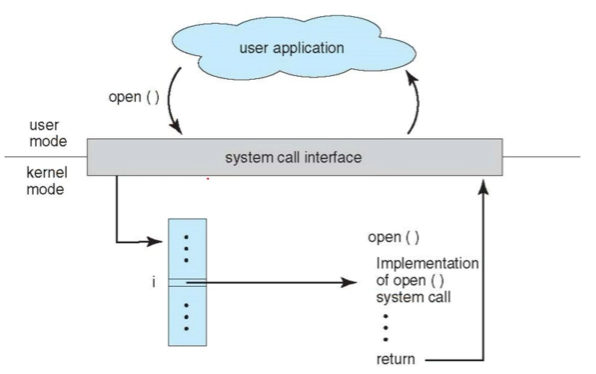 user application
open ( )
user
mode
system call interface
kernel
mode
open ( )
i
Implementation
of open ( )
system call
return